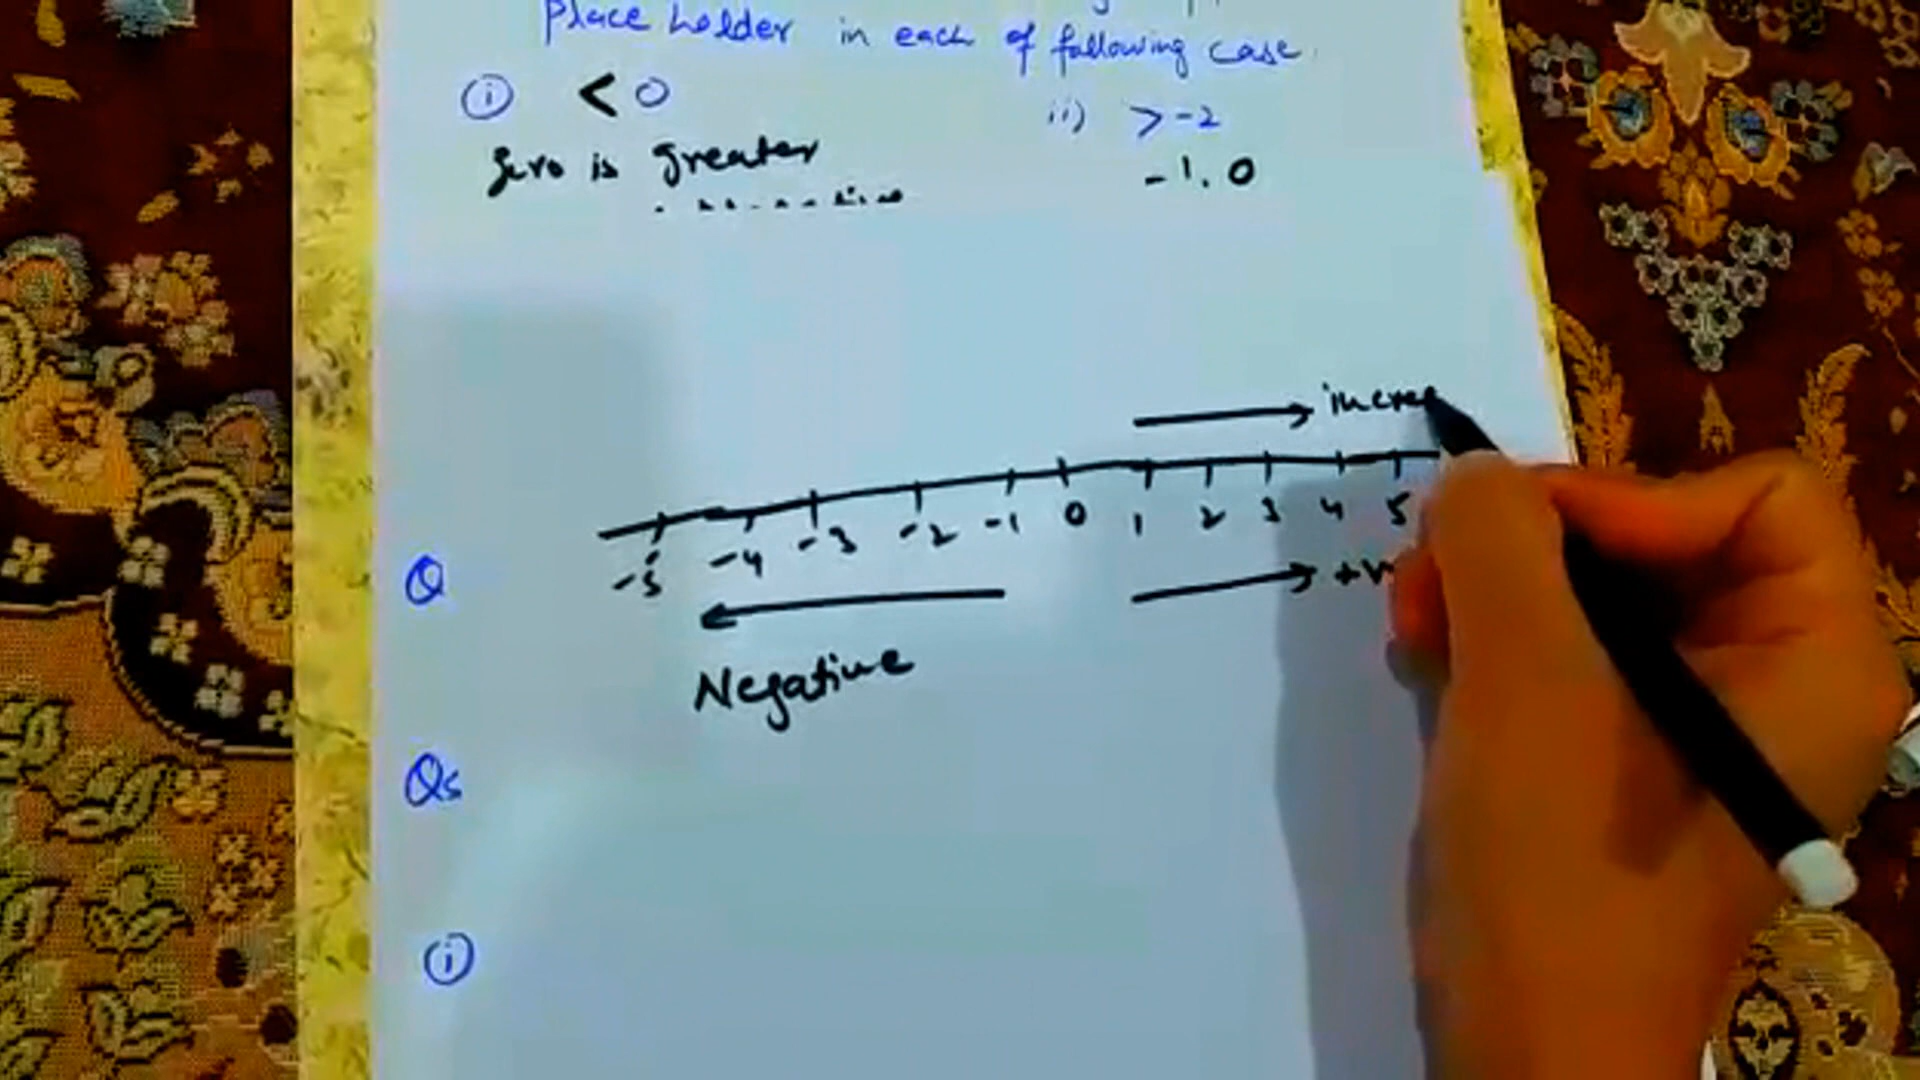 Place holder in each of following case.
i < 0
ii) > -2
Zero is greater
-1, 0
increa
-5 -4 -3 -2 -1 0 1 2 3 4 5
Q
+v
Negative
Qs
i